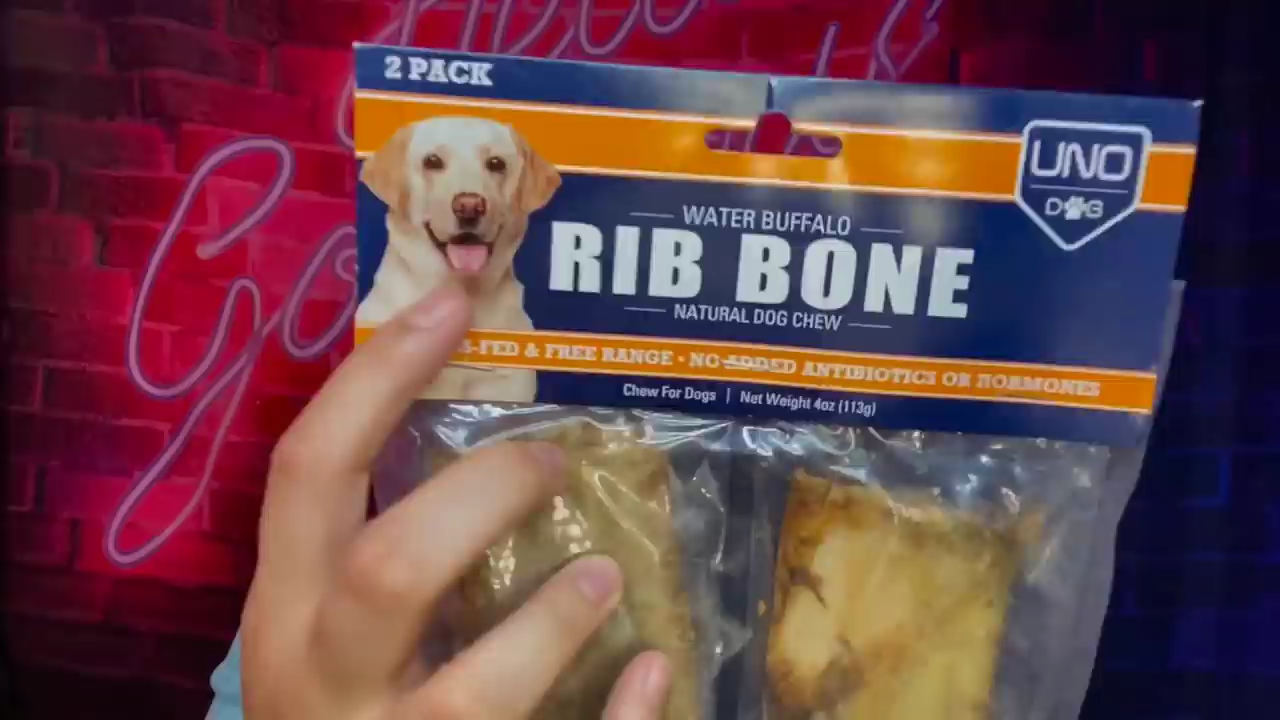 2 PACK
UNO
DOG
WATER BUFFALO
RIB BONE
NATURAL DOG CHEW
-FED & FREE RANGE • NO ADDED ANTIBIOTICS OR HORMONES
Chew For Dogs | Net Weight 4oz (113g)